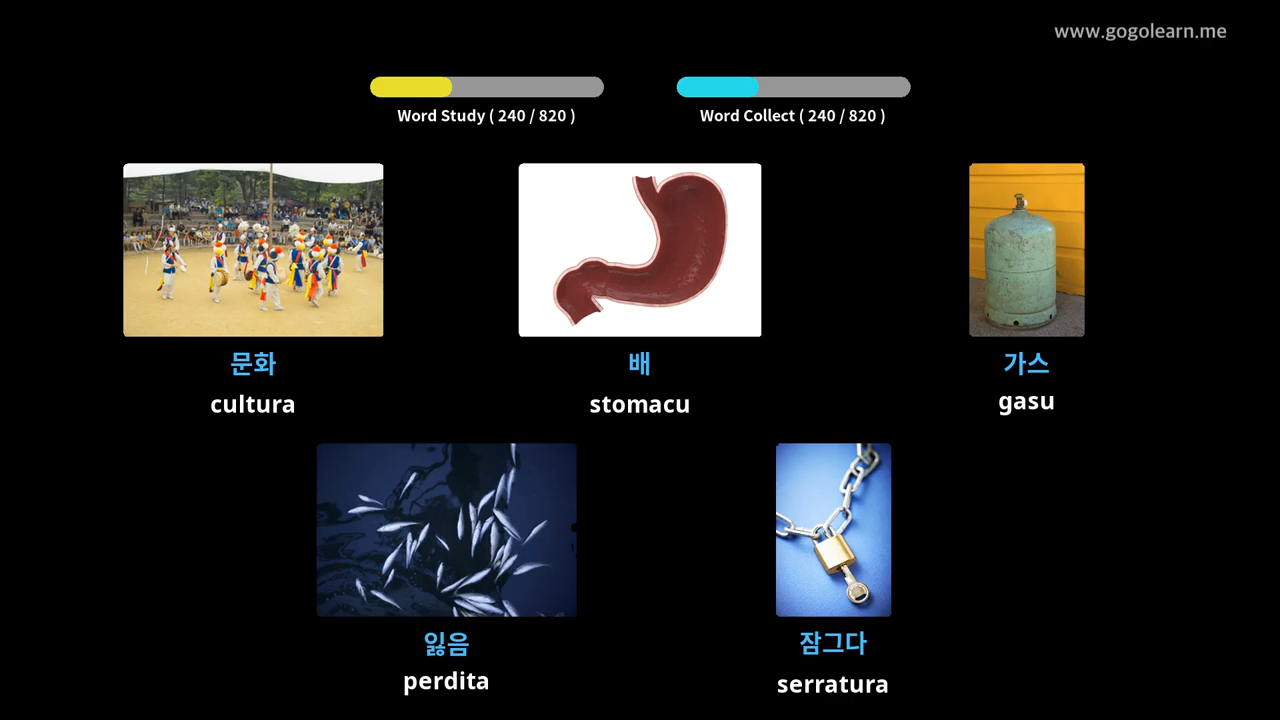 www.gogolearn.me
Word Study ( 240 / 820 )
Word Collect ( 240 / 820 )
문화
cultura
배
stomacu
가스
gasu
잃음
perdita
잠그다
serratura